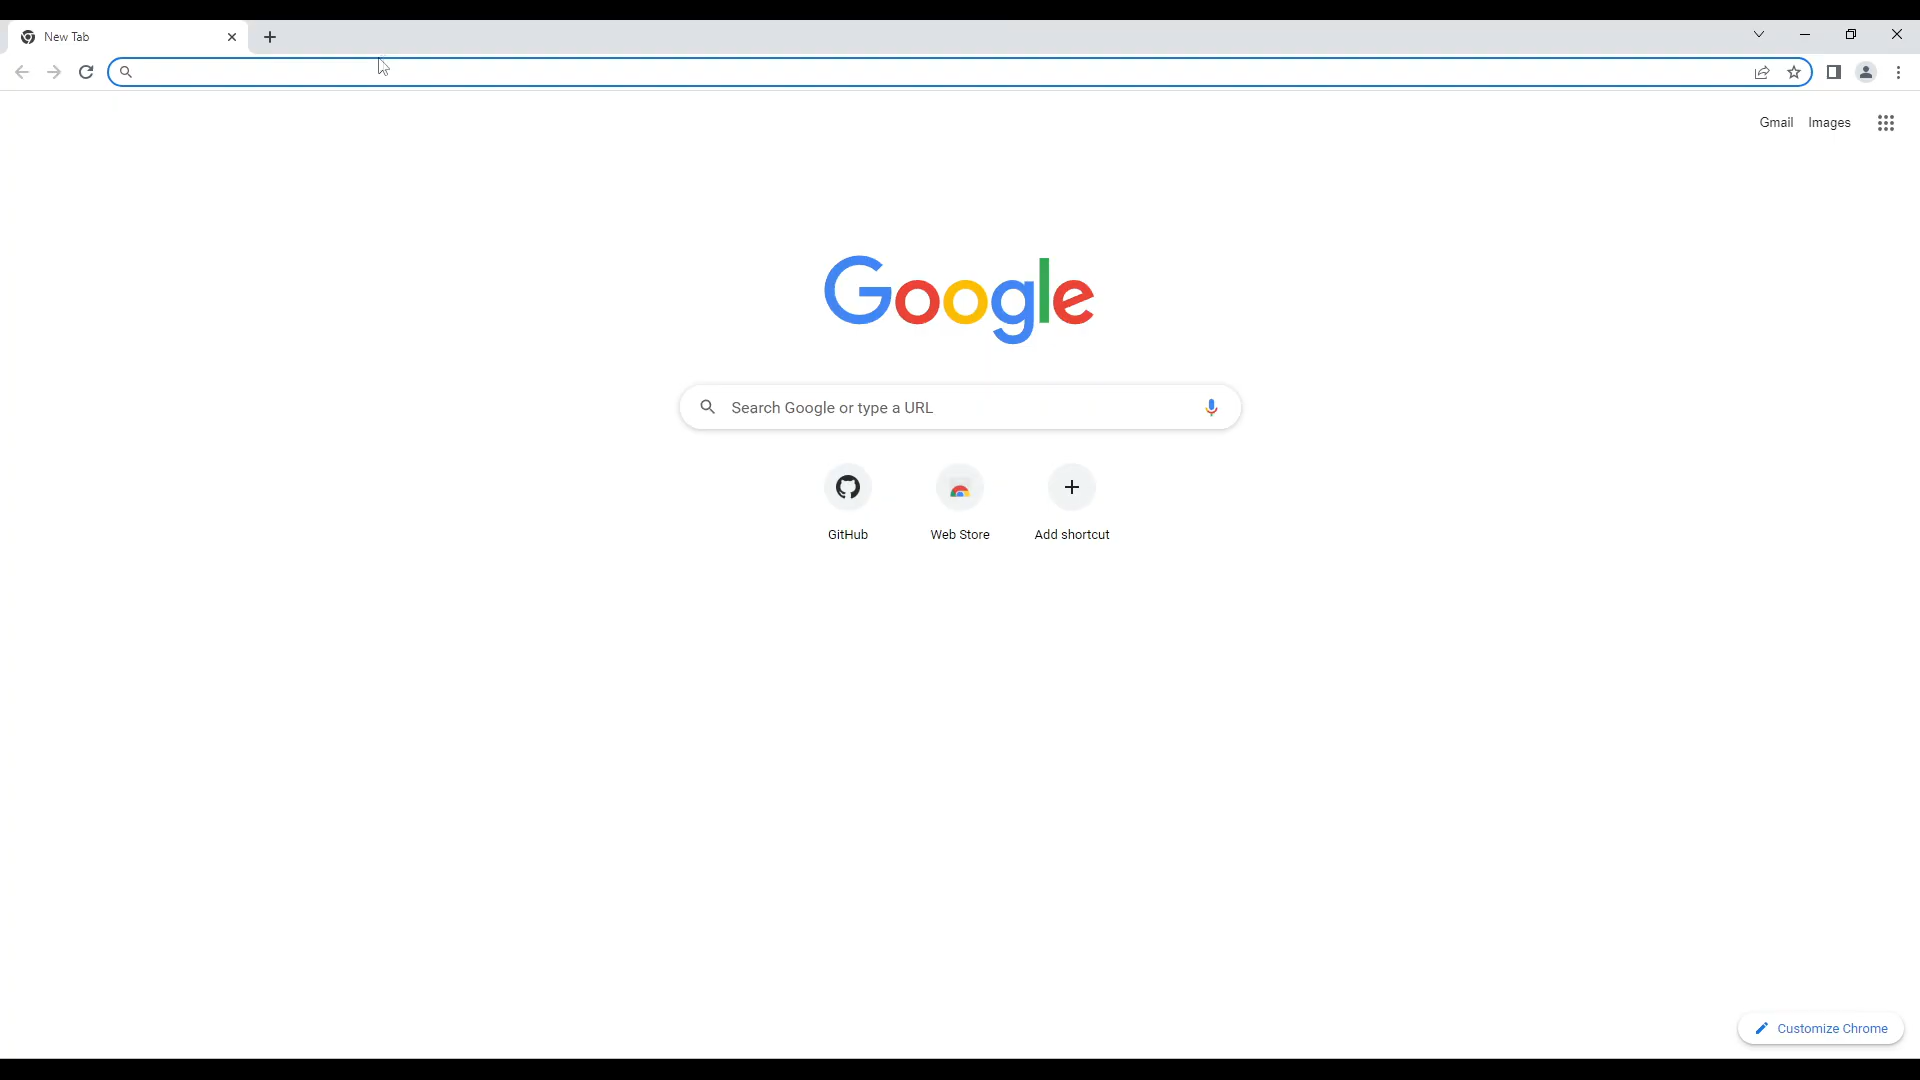 New Tab
Gmail Images
Google
Search Google or type a URL
GitHub Web Store Add shortcut
Customize Chrome